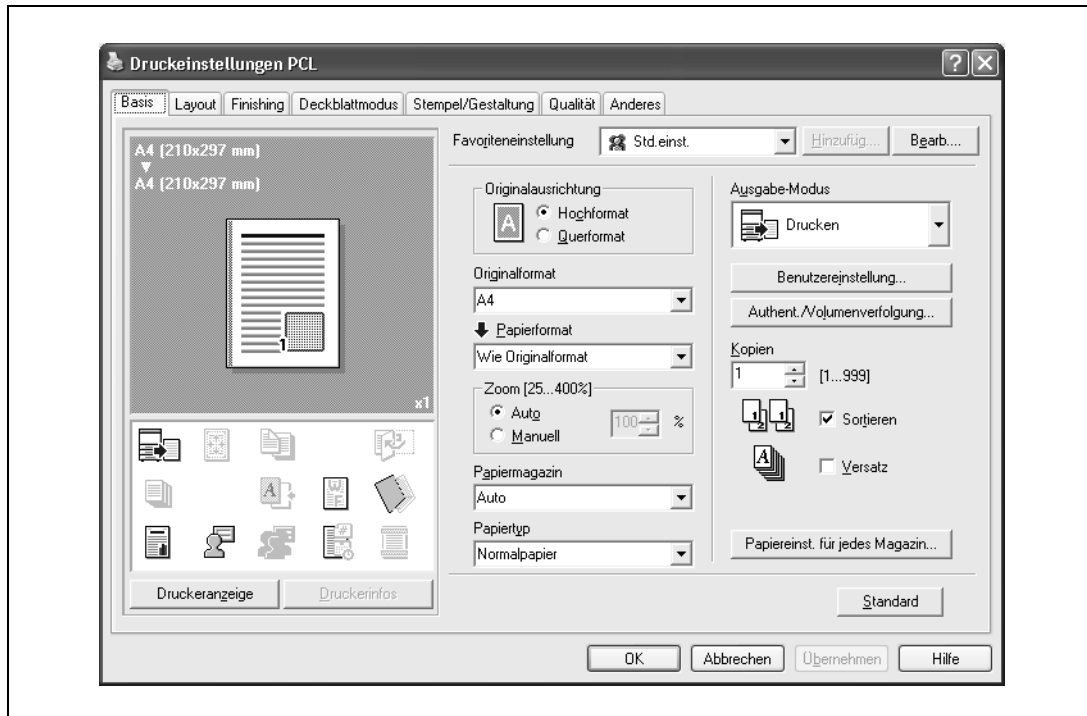 Druckeinstellungen PCL
Basis Layout Finishing Deckblattmodus Stempel/Gestaltung Qualität Anderes
A4 (210x297 mm)
A4 (210x297 mm)
1
x1
Druckeranzeige Druckerinfos
Favoriteneinstellung Std.einst. Hinzufüg.... Bearb....
Originalausrichtung
A
Hochformat
Querformat
Originalformat
A4
Papierformat
Wie Originalformat
Zoom [25...400%]
Auto
Manuell
100 %
Papiermagazin
Auto
Papiertyp
Normalpapier
Ausgabe-Modus
Drucken
Benutzereinstellung...
Authent./Volumenverfolgung...
Kopien
1 [1...999]
Sortieren
Versatz
Papiereinst. für jedes Magazin...
Standard
OK Abbrechen Übernehmen Hilfe